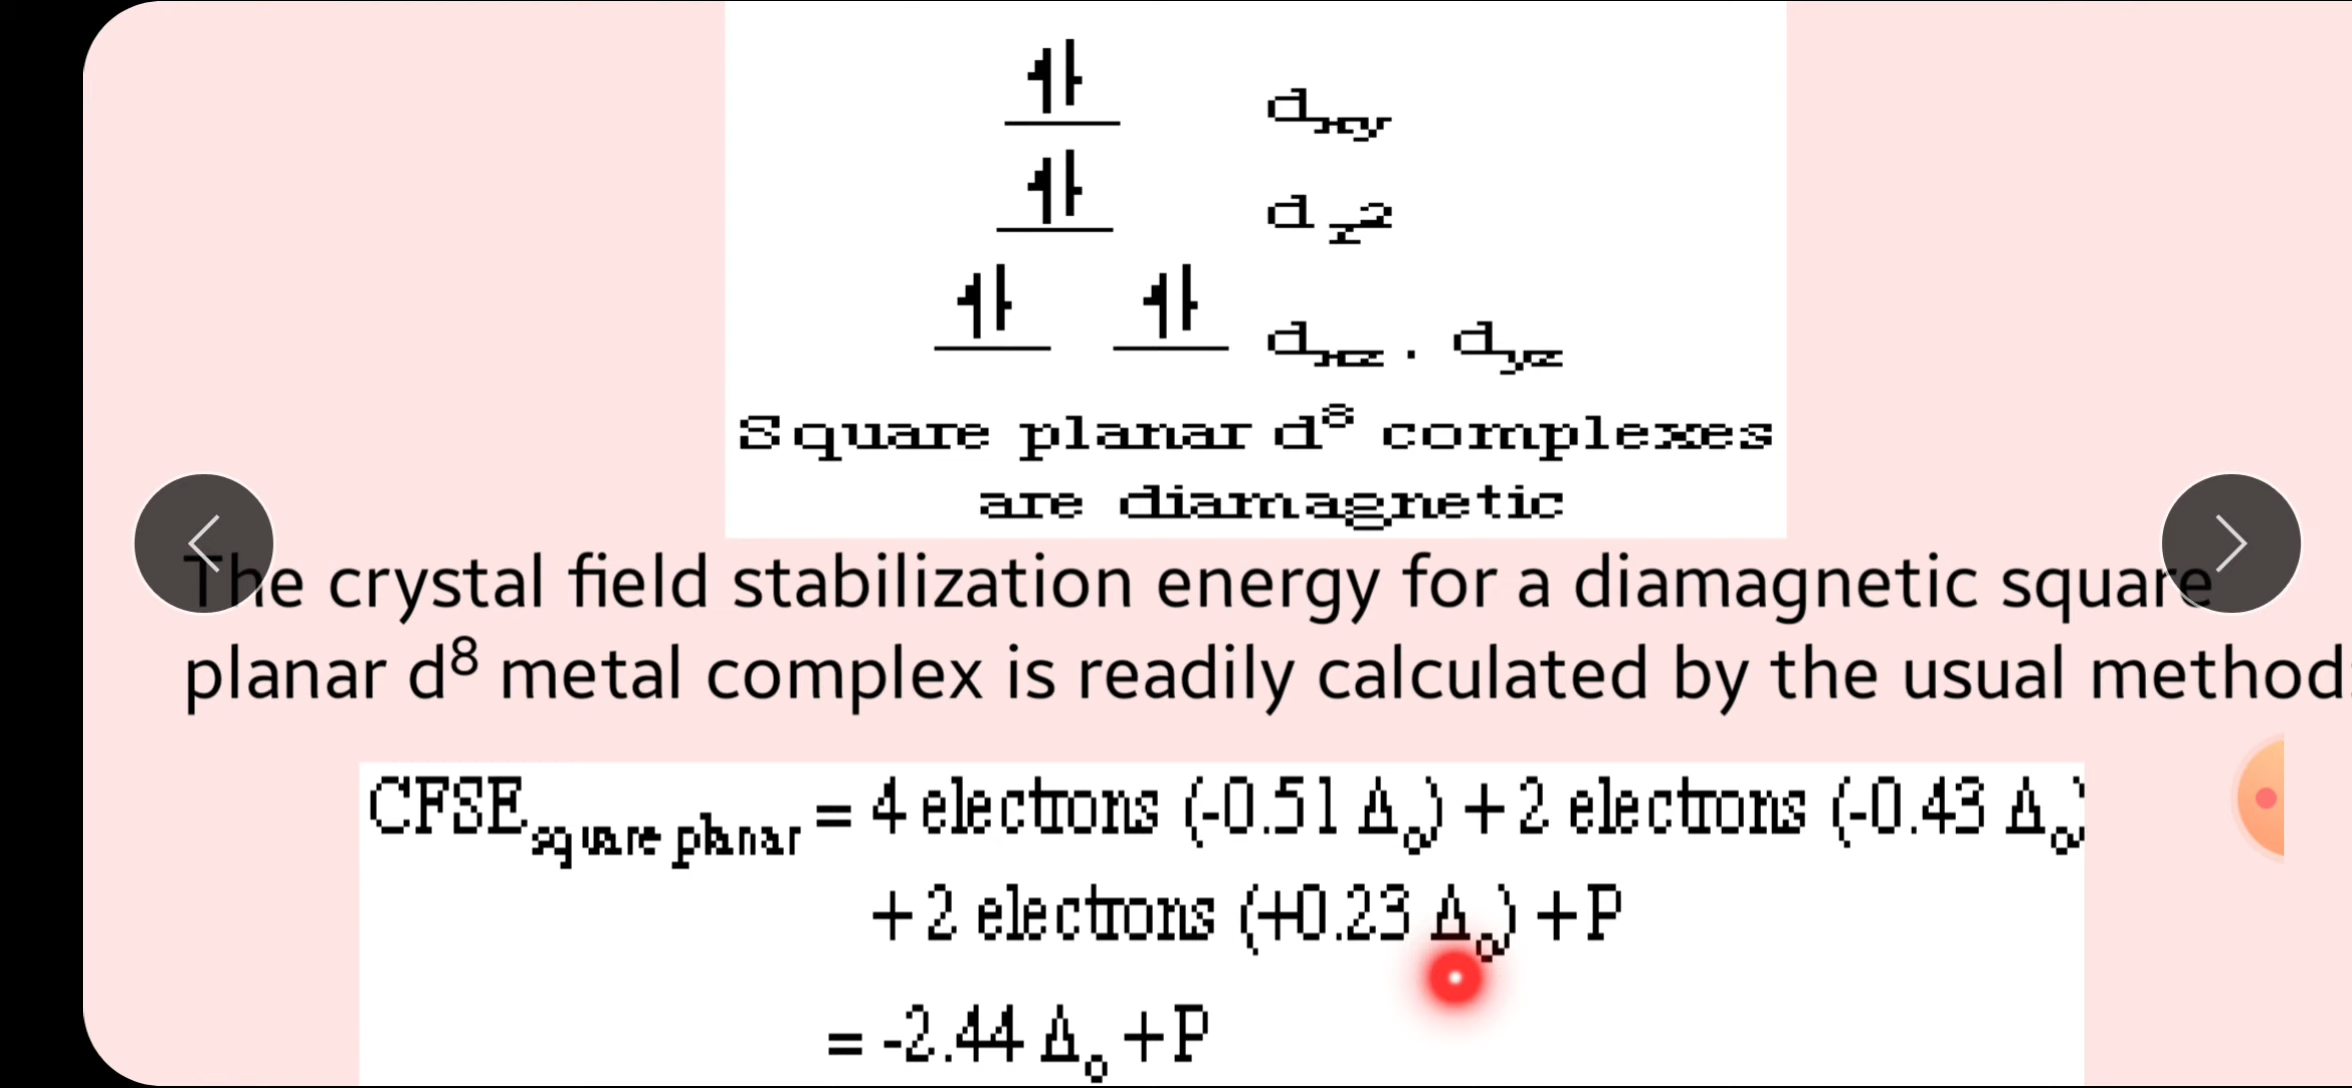 dxy
dz²
dxz . dyz
Square planar d⁸ complexes
are diamagnetic
The crystal field stabilization energy for a diamagnetic square
planar d⁸ metal complex is readily calculated by the usual method
CFSE square planar = 4 electrons (-0.51 Δo) + 2 electrons (-0.43 Δo)
+ 2 electrons (+0.23 Δo) + P
= -2.44 Δo + P